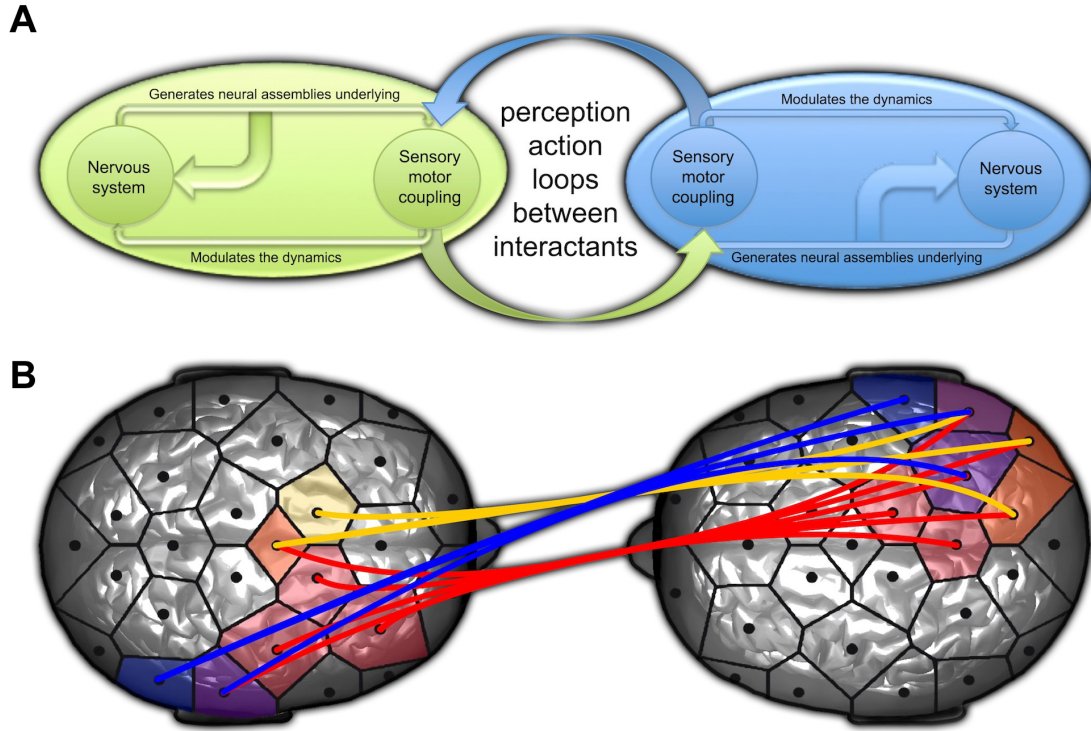 A
Generates neural assemblies underlying
Nervous
system
Sensory
motor
coupling
Modulates the dynamics
perception
action
loops
between
interactants
Modulates the dynamics
Sensory
motor
coupling
Nervous
system
Generates neural assemblies underlying
B